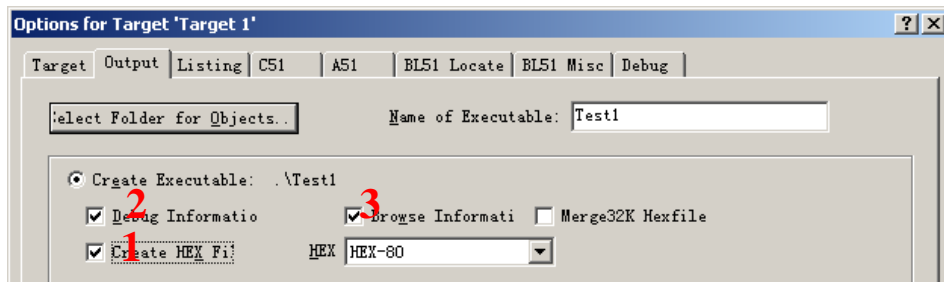 Options for Target 'Target 1'
Target Output Listing C51 A51 BL51 Locate BL51 Misc Debug
elect Folder for Objects.. Name of Executable: Test1
Create Executable: .\Test1
2 3
Debug Informatio Browse Informati Merge32K Hexfile
1
Create HEX Fi HEX HEX-80